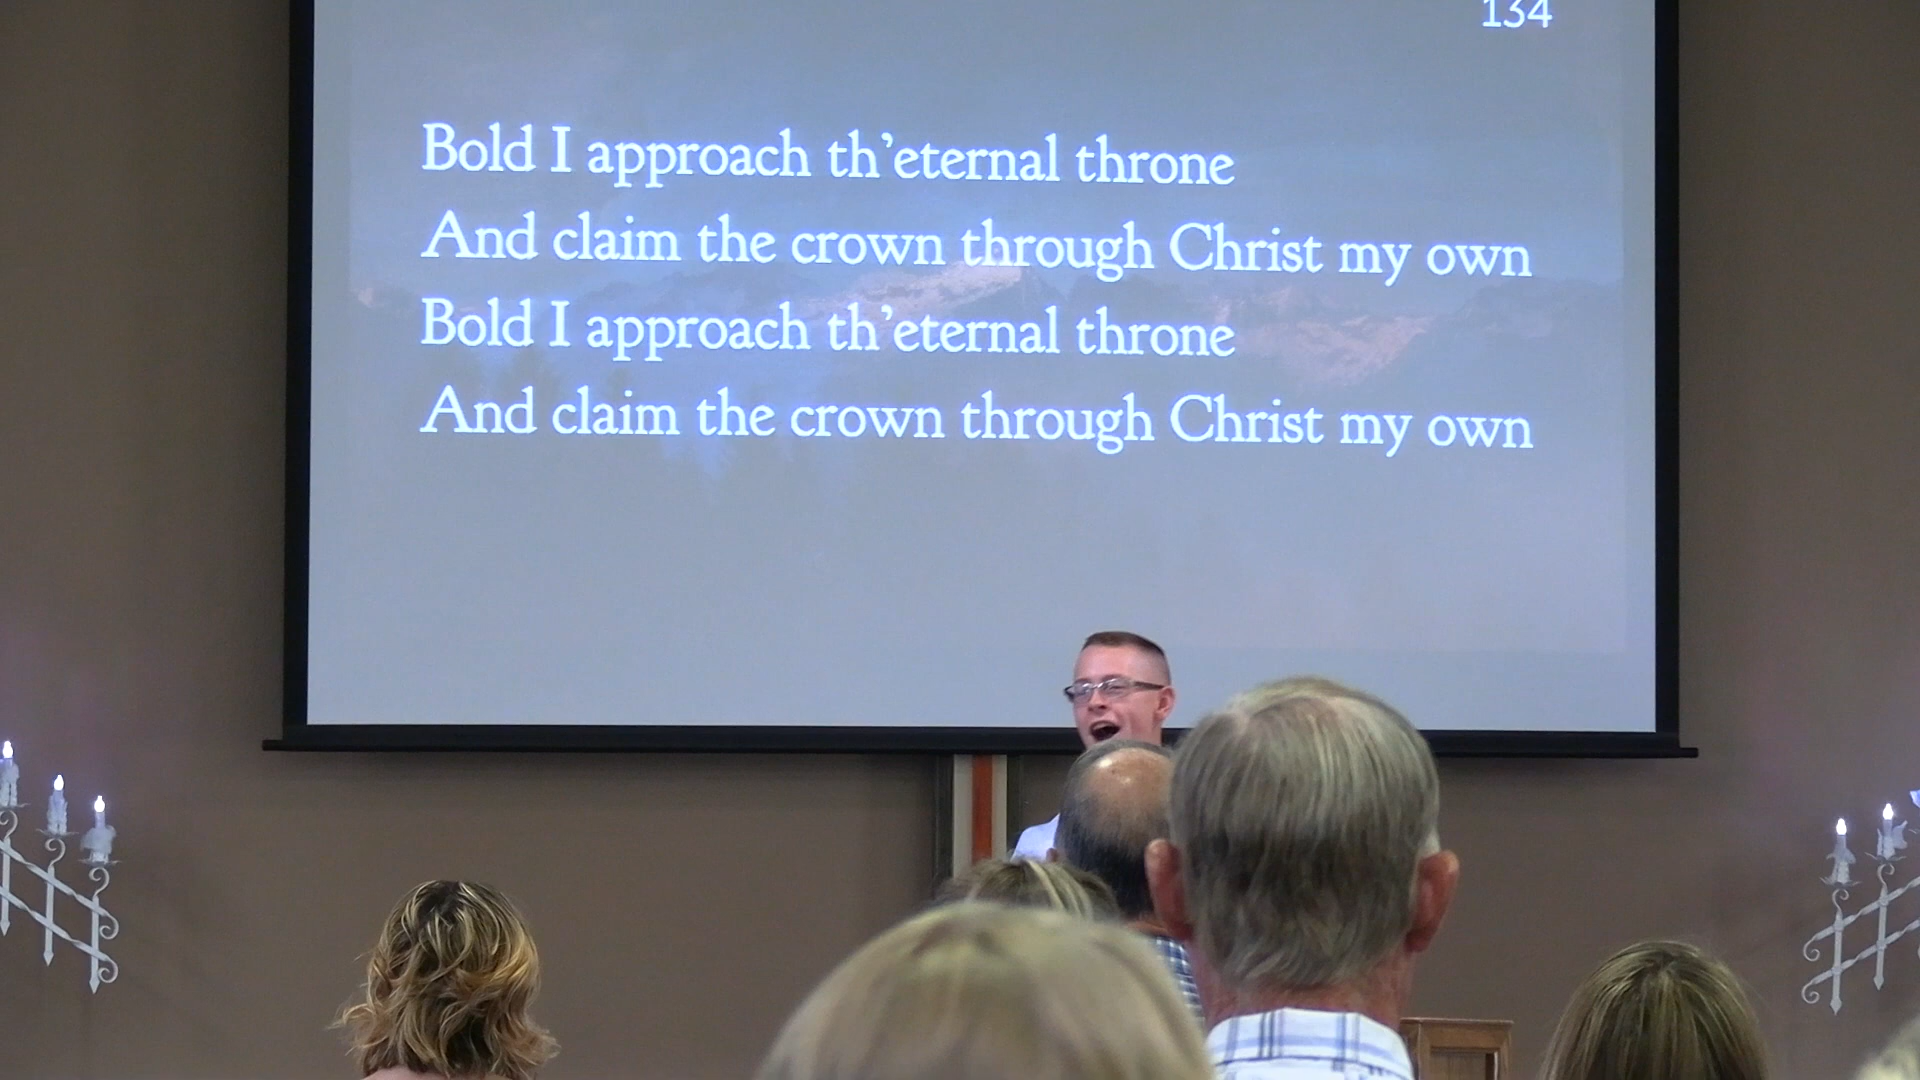 134
Bold I approach th’eternal throne
And claim the crown through Christ my own
Bold I approach th’eternal throne
And claim the crown through Christ my own